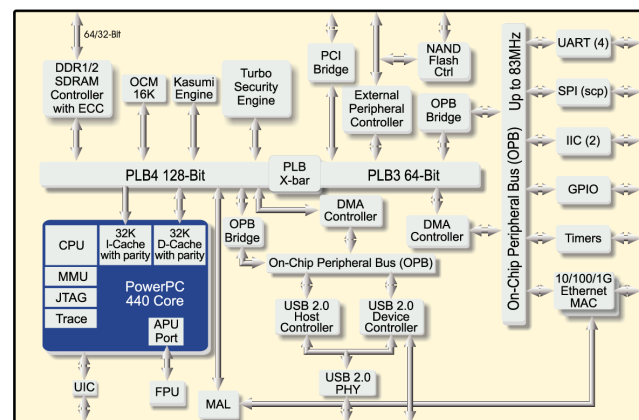 64/32-Bit
DDR1/2
SDRAM
Controller
with ECC
OCM
16K
Kasumi
Engine
Turbo
Security
Engine
PCI
Bridge
External
Peripheral
Controller
NAND
Flash
Ctrl
OPB
Bridge
PLB4 128-Bit
PLB
X-bar
PLB3 64-Bit
On-Chip Peripheral Bus (OPB) Up to 83MHz
UART (4)
SPI (scp)
IIC (2)
GPIO
Timers
10/100/1G
Ethernet
MAC
CPU
32K
I-Cache
with parity
32K
D-Cache
with parity
MMU
JTAG
Trace
PowerPC
440 Core
APU
Port
OPB
Bridge
DMA
Controller
DMA
Controller
On-Chip Peripheral Bus (OPB)
USB 2.0
Host
Controller
USB 2.0
Device
Controller
USB 2.0
PHY
UIC
FPU
MAL